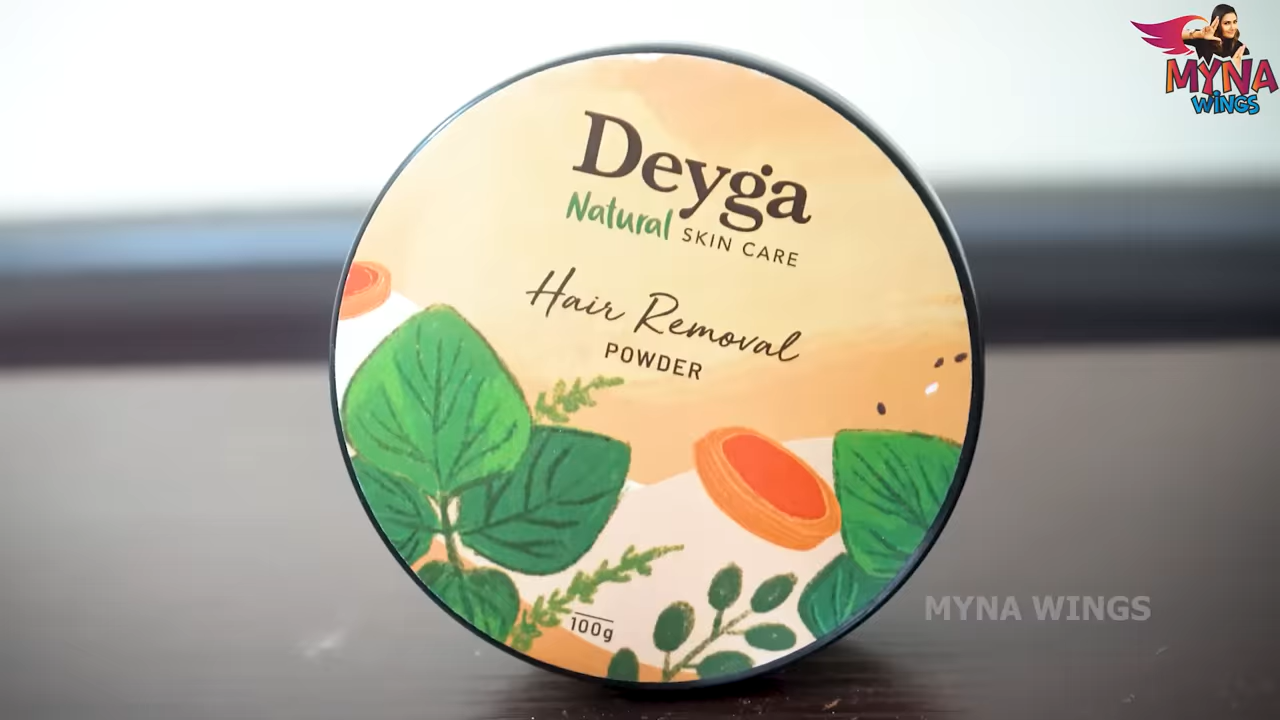 MYNA
WiNGS
Deyga
Natural SKIN CARE
Hair Removal
POWDER
100g
MYNA WINGS